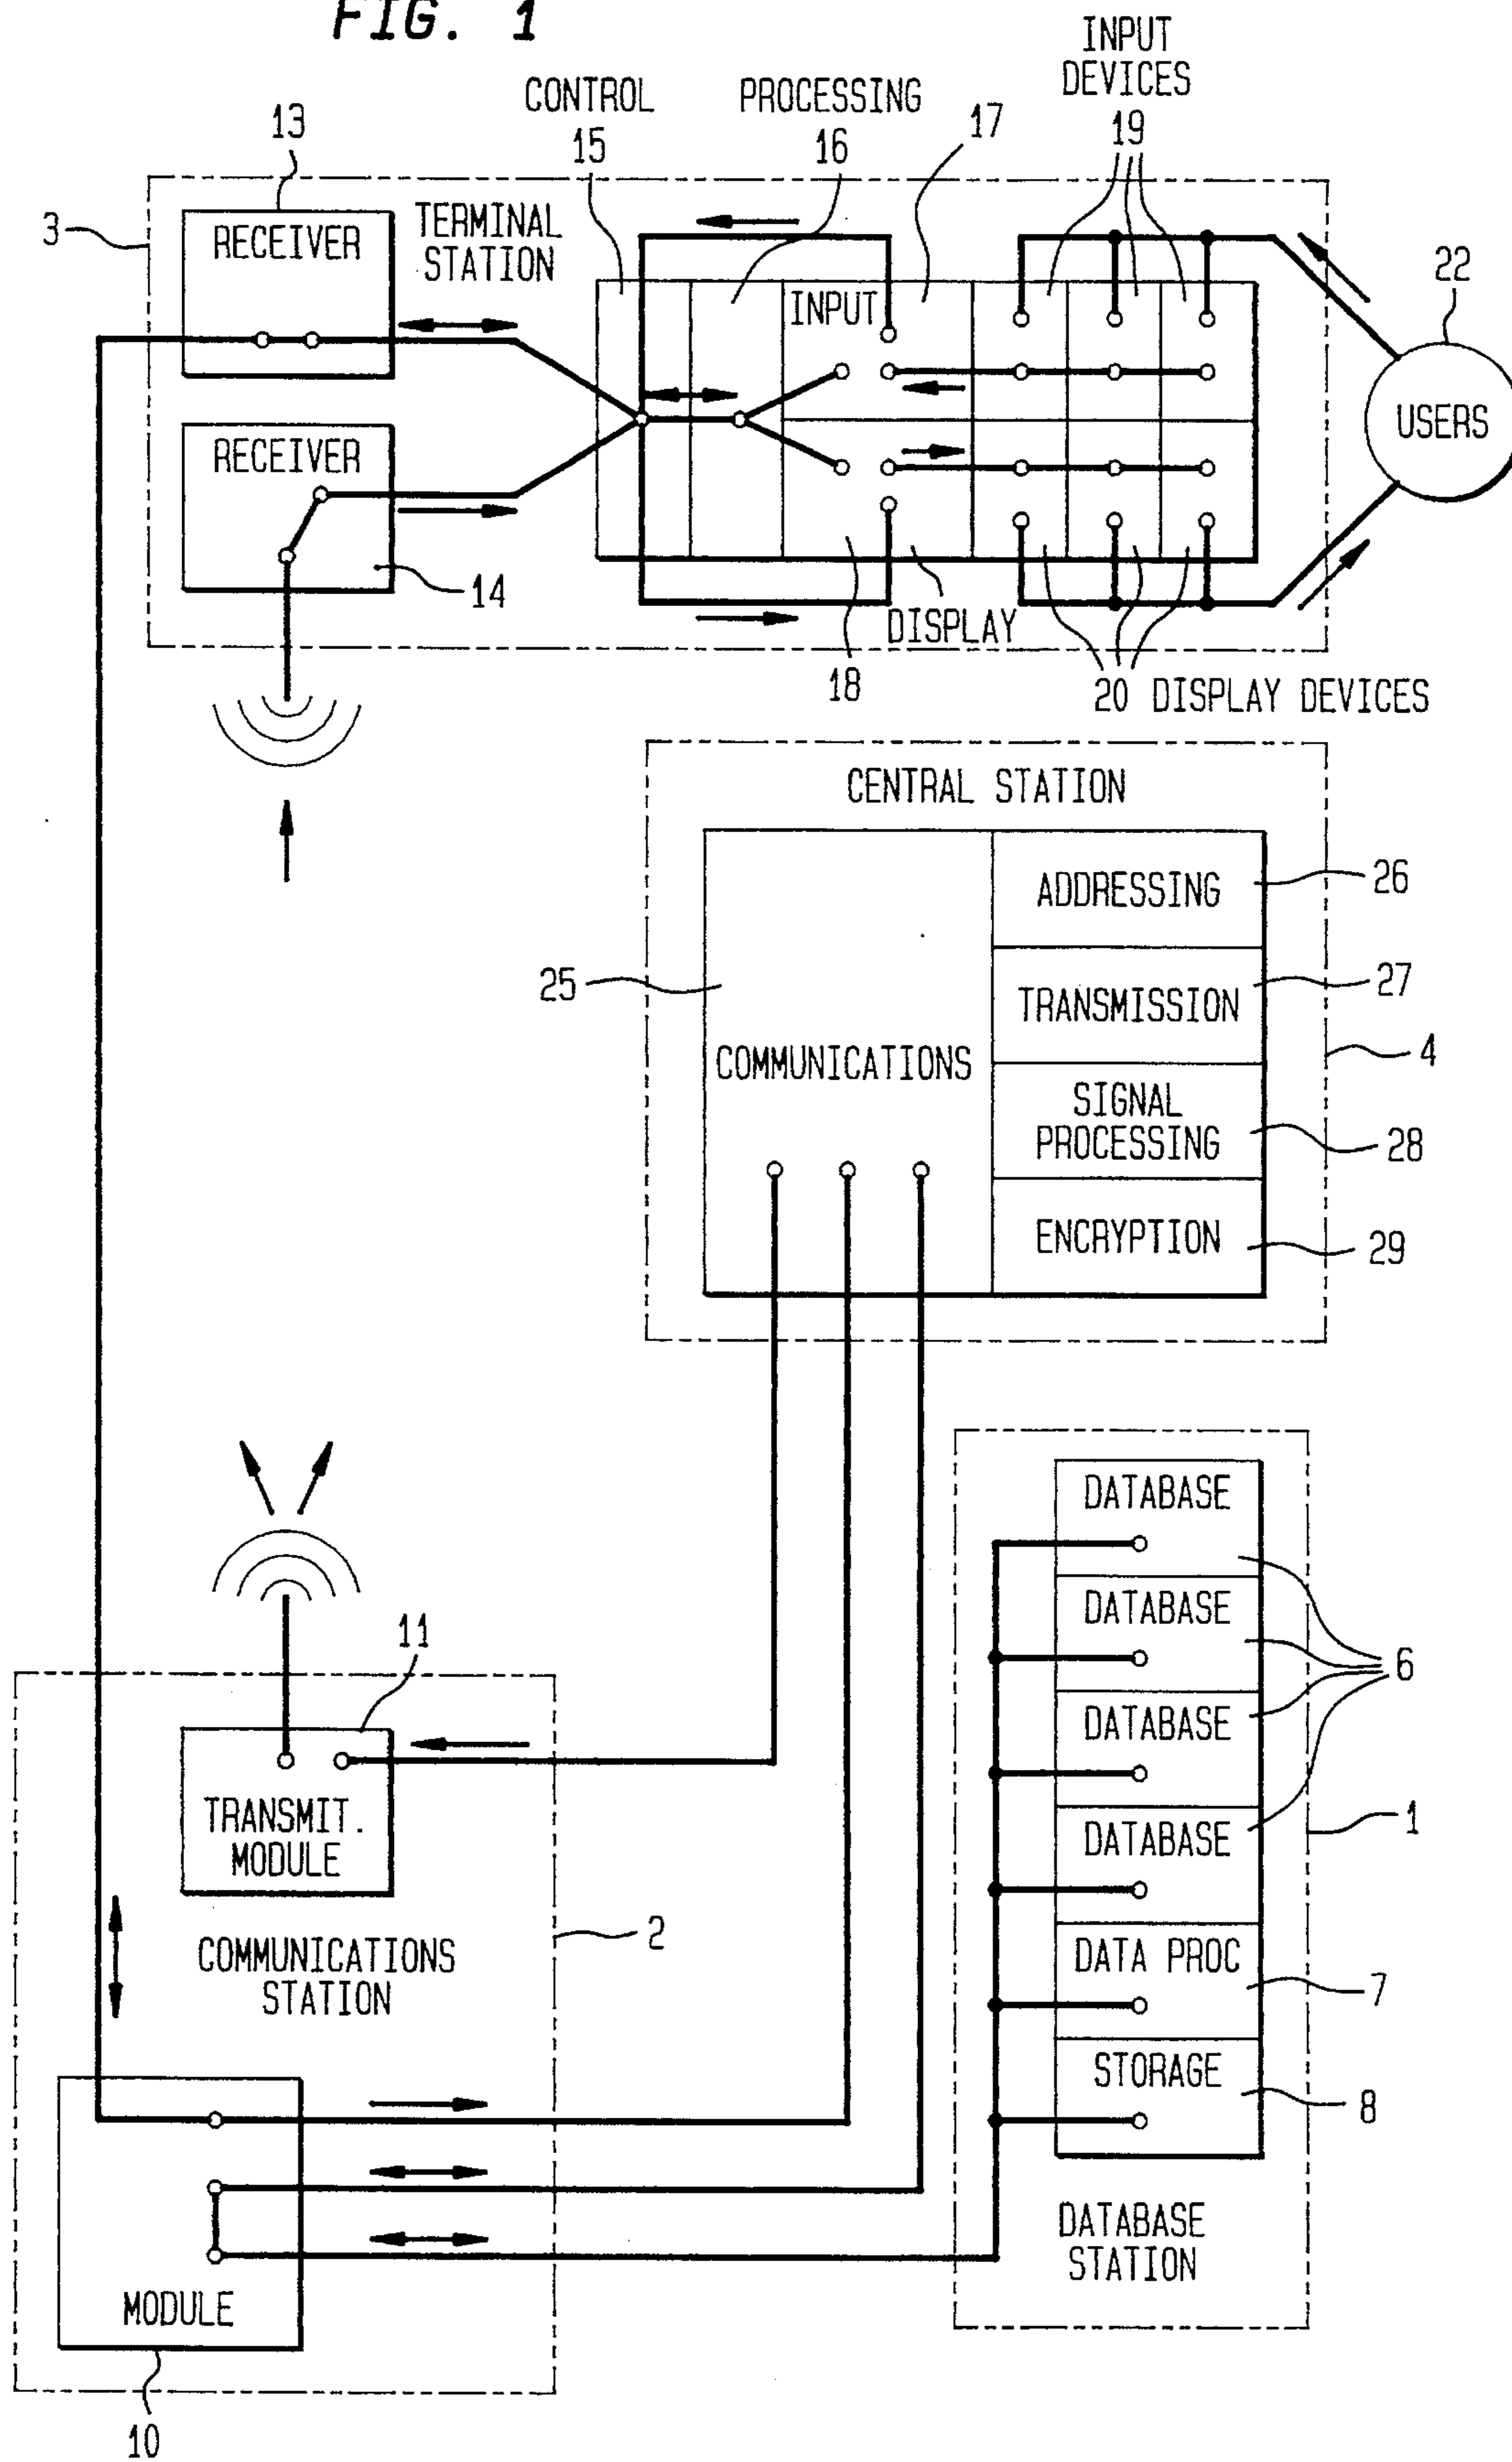 FIG. 1
INPUT
DEVICES
CONTROL
PROCESSING
13
15
16
17
19
3
TERMINAL
STATION
RECEIVER
INPUT
22
USERS
RECEIVER
14
DISPLAY
18
20 DISPLAY DEVICES
CENTRAL STATION
ADDRESSING
26
25
TRANSMISSION
27
COMMUNICATIONS
4
SIGNAL
PROCESSING
28
ENCRYPTION
29
DATABASE
DATABASE
11
6
DATABASE
TRANSMIT.
MODULE
DATABASE
1
2
COMMUNICATIONS
STATION
DATA PROC
7
STORAGE
8
DATABASE
STATION
MODULE
10